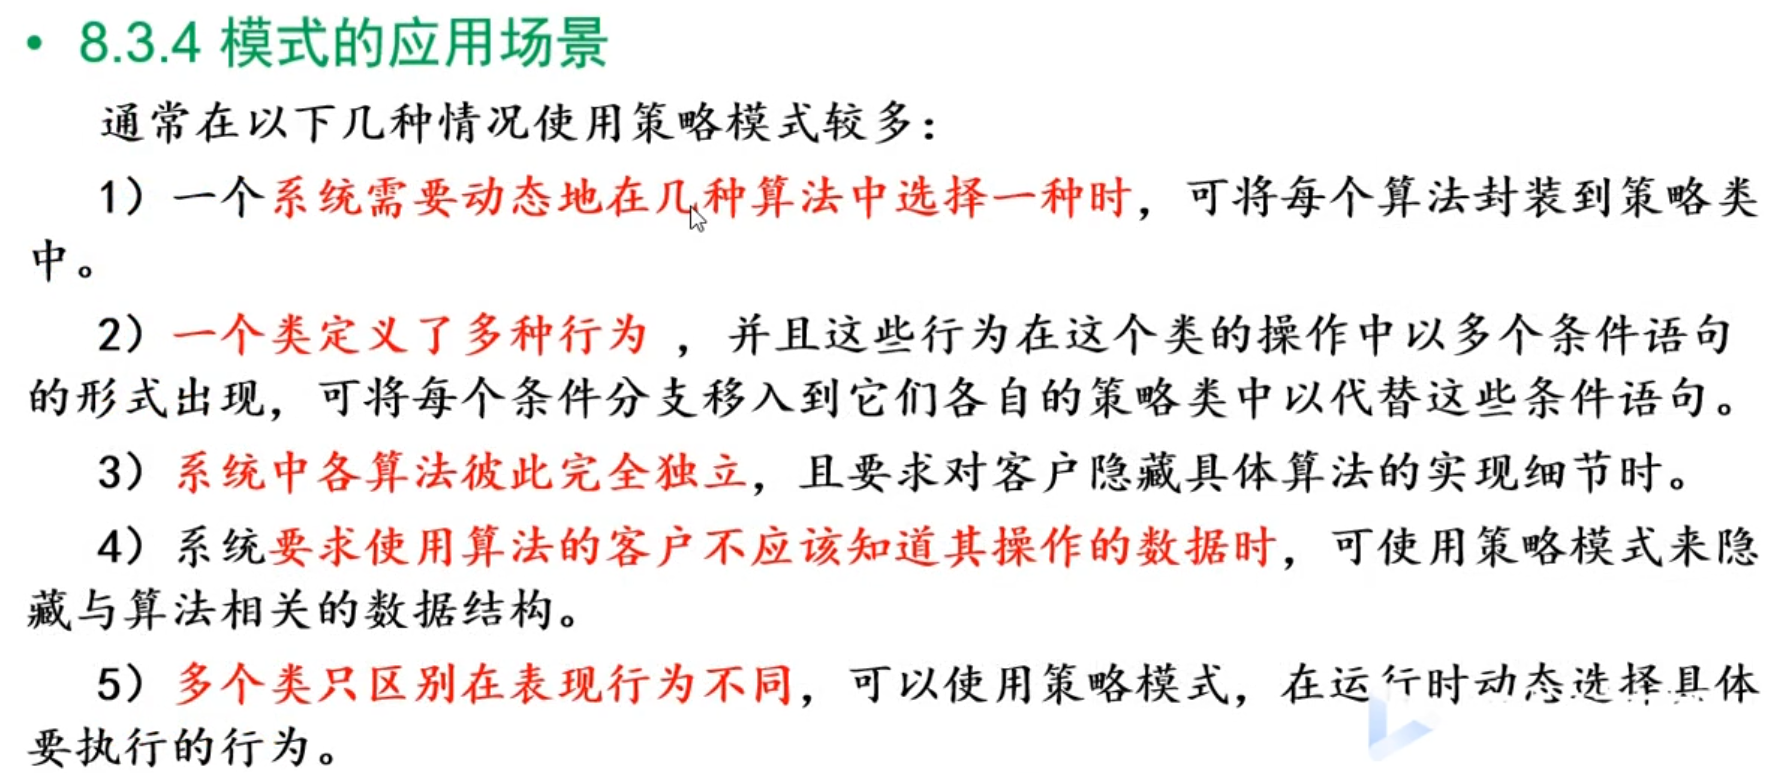 • 8.3.4 模式的应用场景
通常在以下几种情况使用策略模式较多：
1）一个系统需要动态地在几种算法中选择一种时，可将每个算法封装到策略类
中。
2）一个类定义了多种行为 ，并且这些行为在这个类的操作中以多个条件语句
的形式出现，可将每个条件分支移入到它们各自的策略类中以代替这些条件语句。
3）系统中各算法彼此完全独立，且要求对客户隐藏具体算法的实现细节时。
4）系统要求使用算法的客户不应该知道其操作的数据时，可使用策略模式来隐
藏与算法相关的数据结构。
5）多个类只区别在表现行为不同，可以使用策略模式，在运行时动态选择具体
要执行的行为。